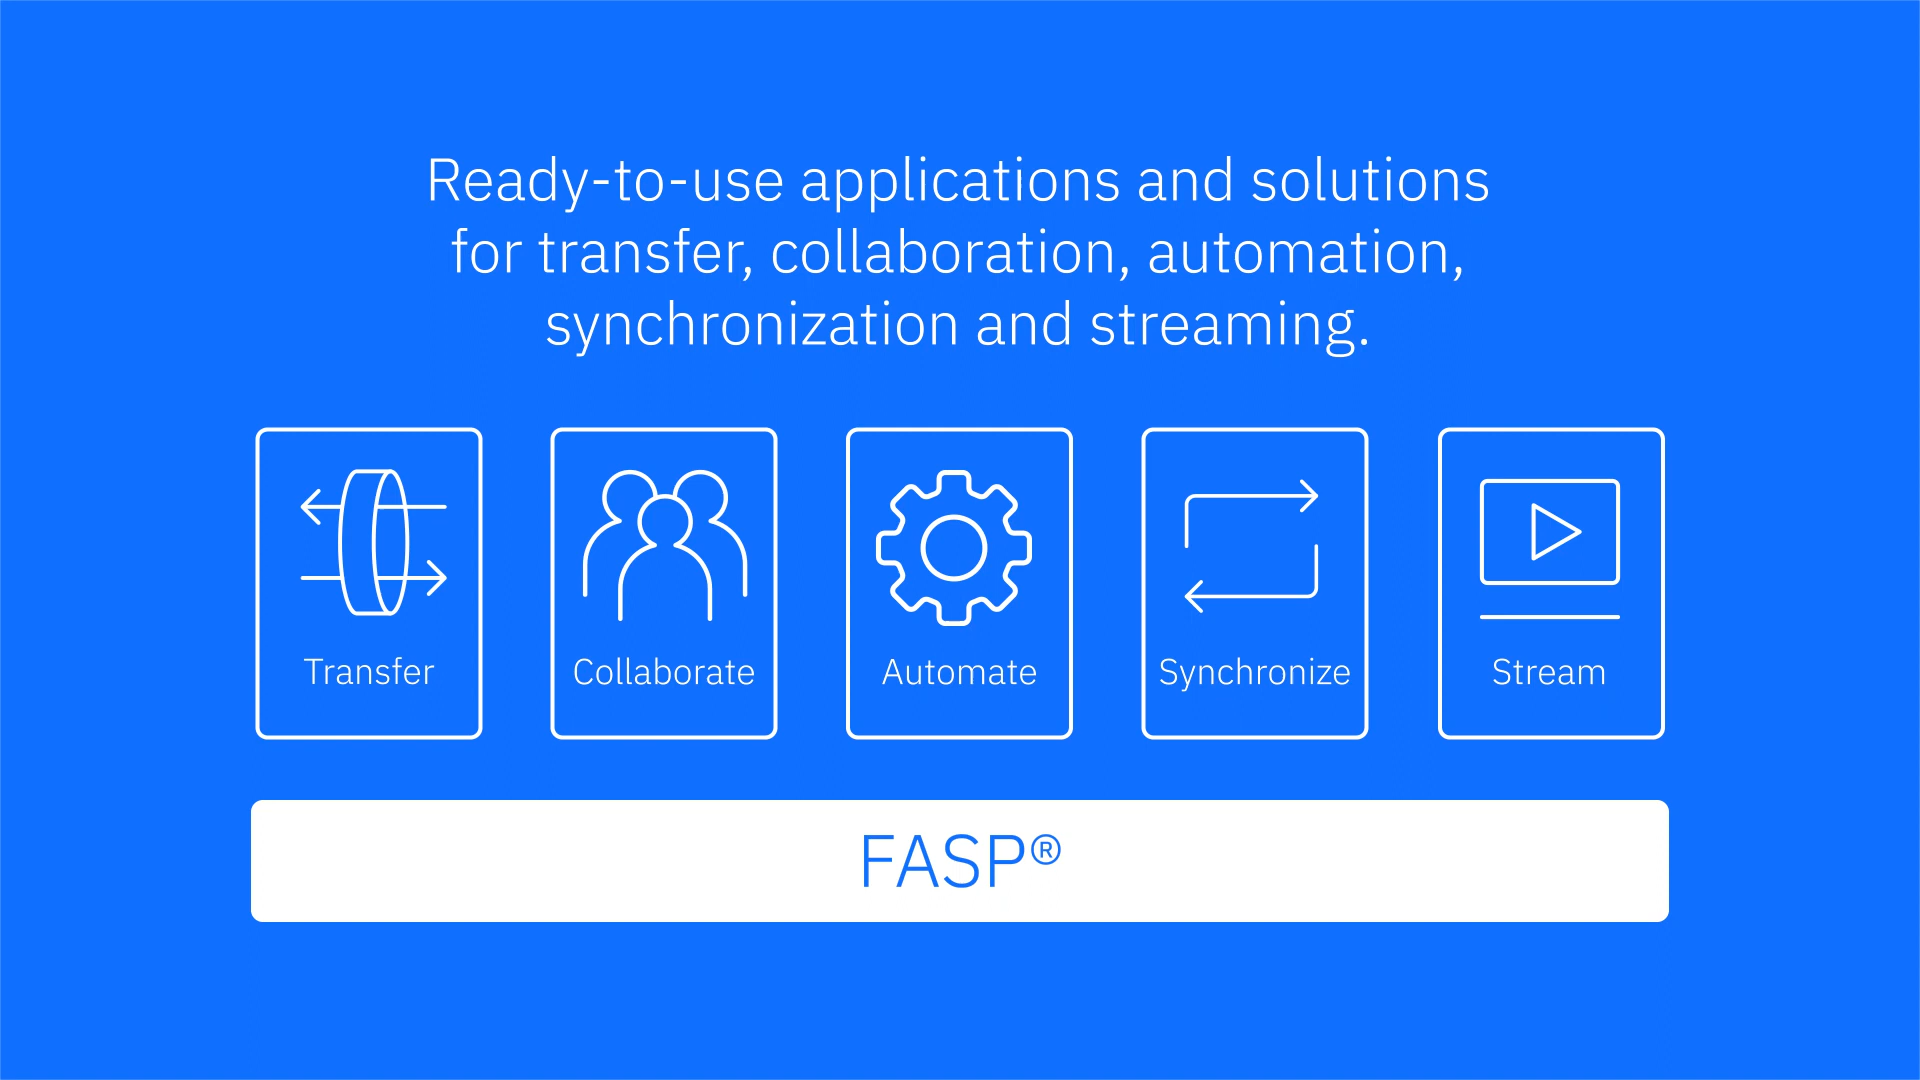 Ready-to-use applications and solutions
for transfer, collaboration, automation,
synchronization and streaming.
Transfer
Collaborate
Automate
Synchronize
Stream
FASP®